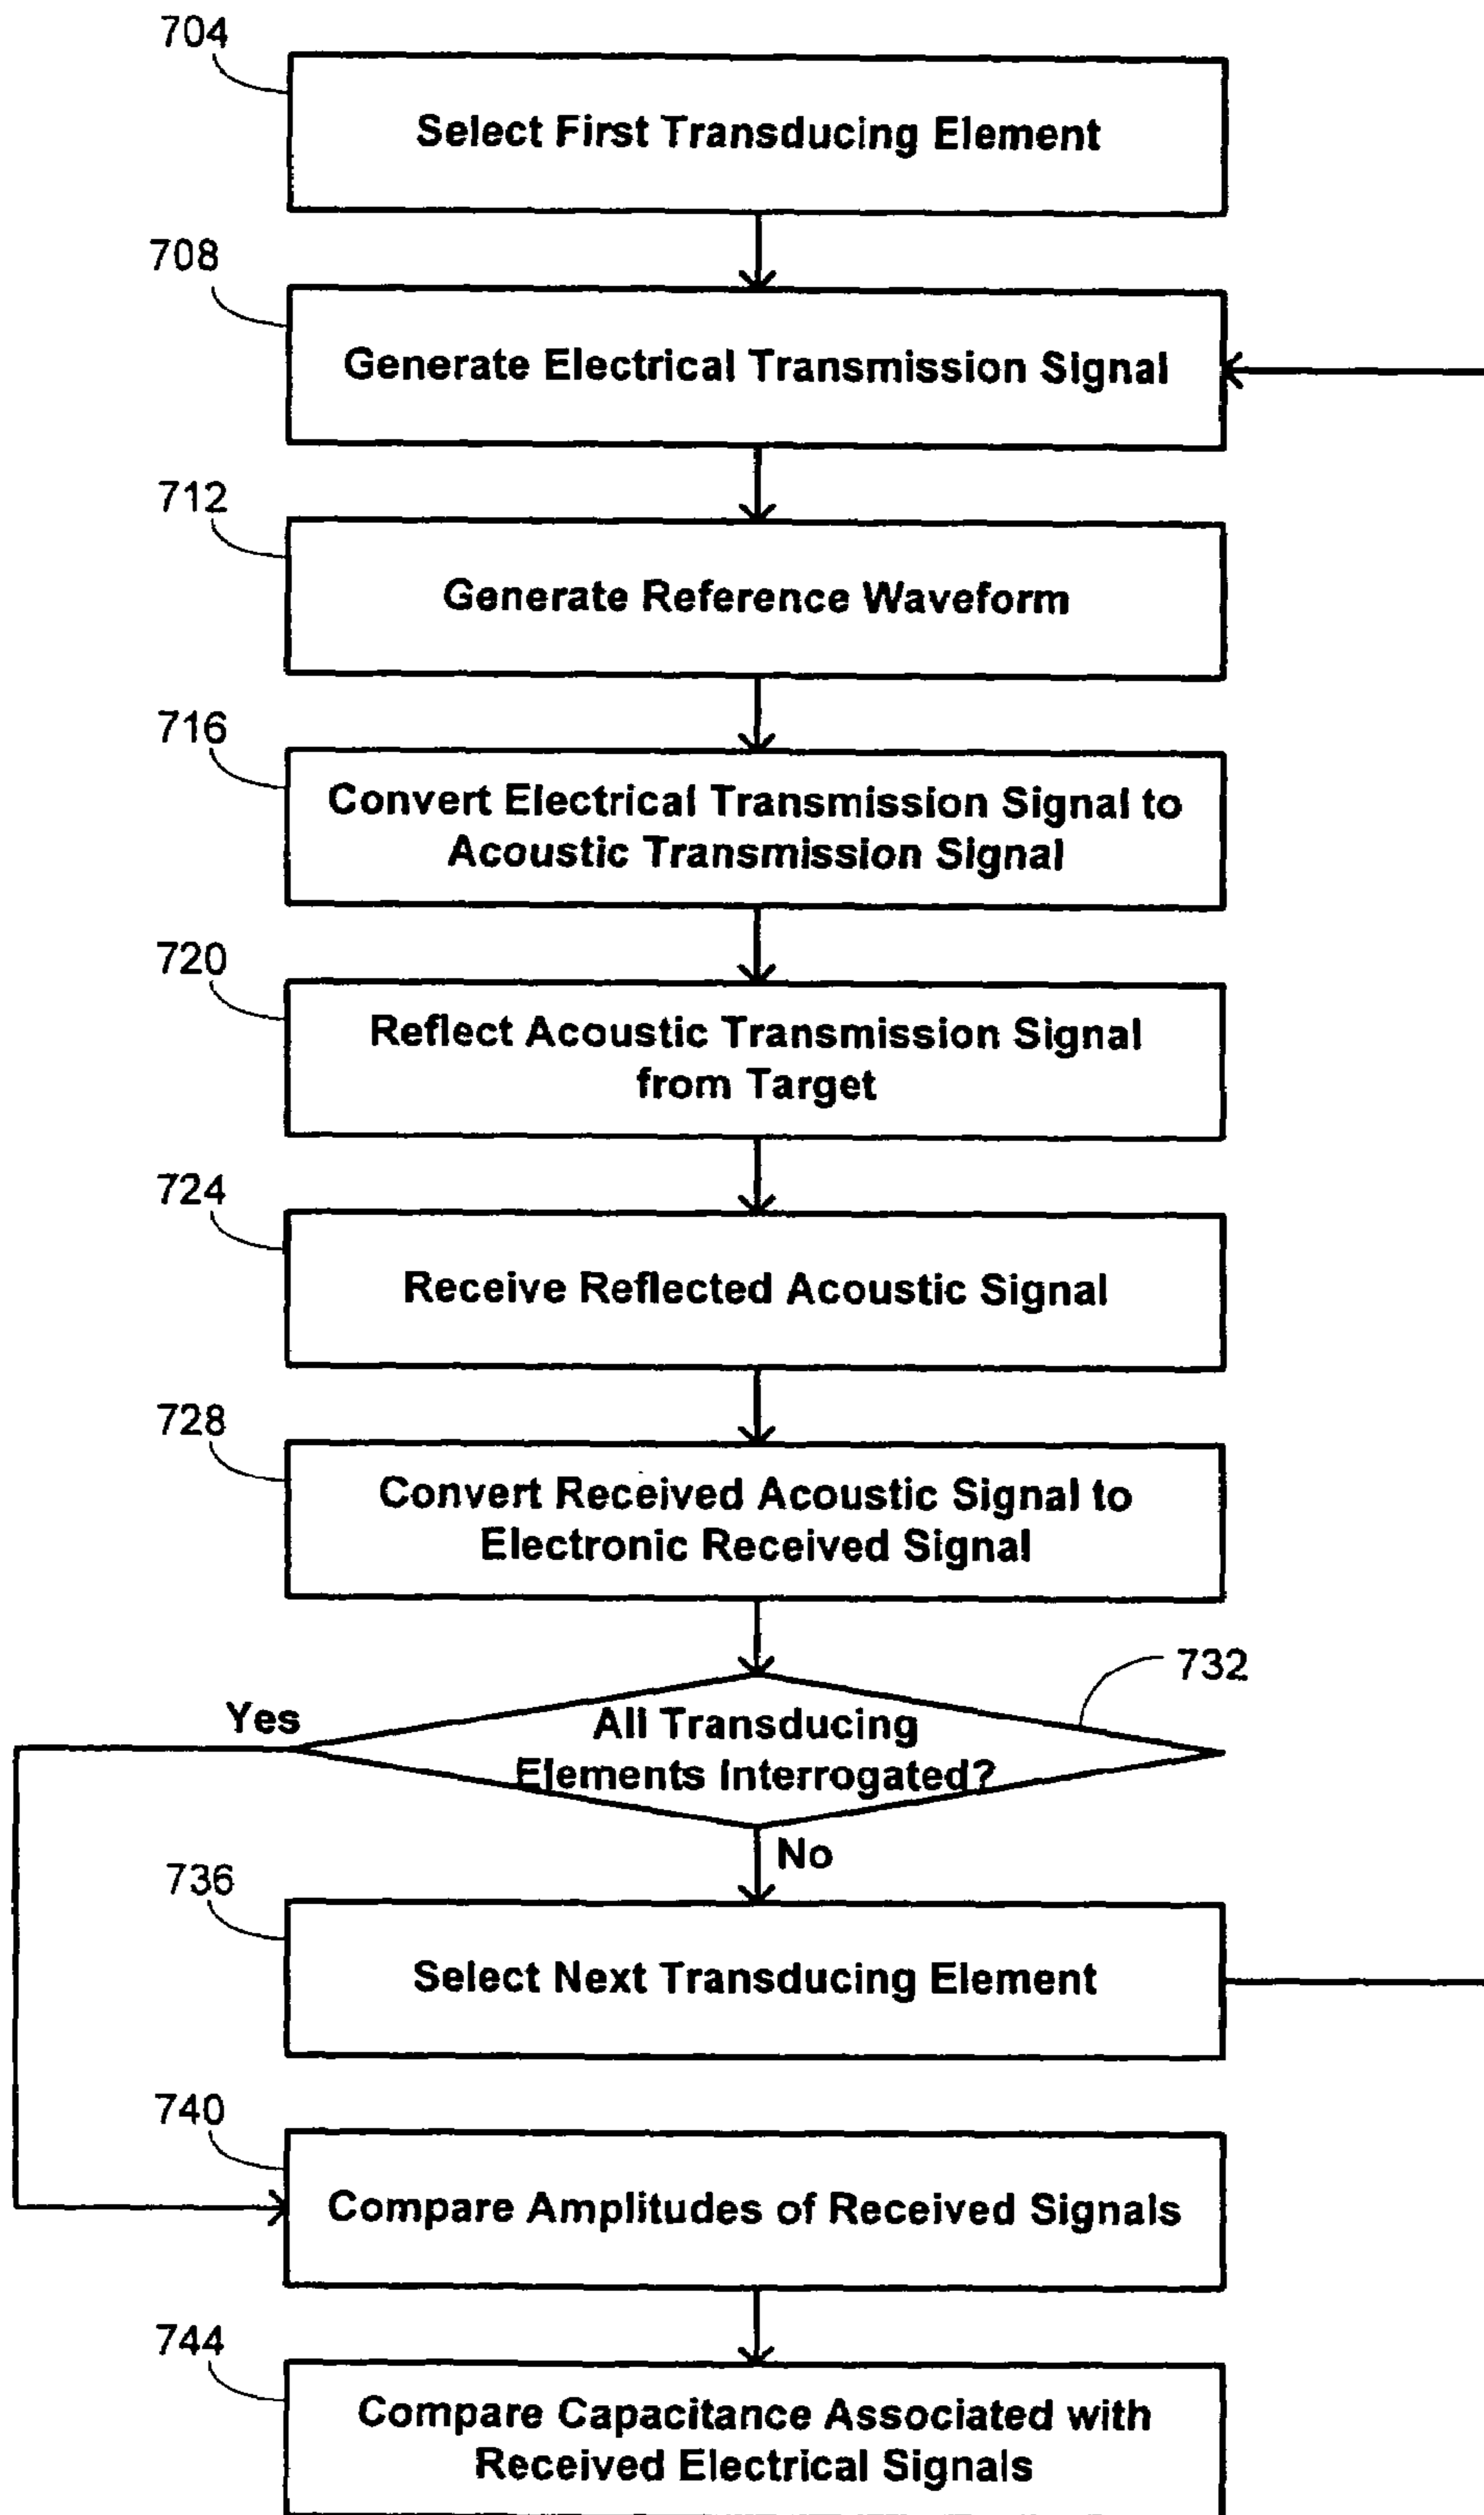 704
Select First Transducing Element
708
Generate Electrical Transmission Signal
712
Generate Reference Waveform
716
Convert Electrical Transmission Signal to
Acoustic Transmission Signal
720
Reflect Acoustic Transmission Signal
from Target
724
Receive Reflected Acoustic Signal
728
Convert Received Acoustic Signal to
Electronic Received Signal
732
Yes
All Transducing
Elements Interrogated?
No
736
Select Next Transducing Element
740
Compare Amplitudes of Received Signals
744
Compare Capacitance Associated with
Received Electrical Signals